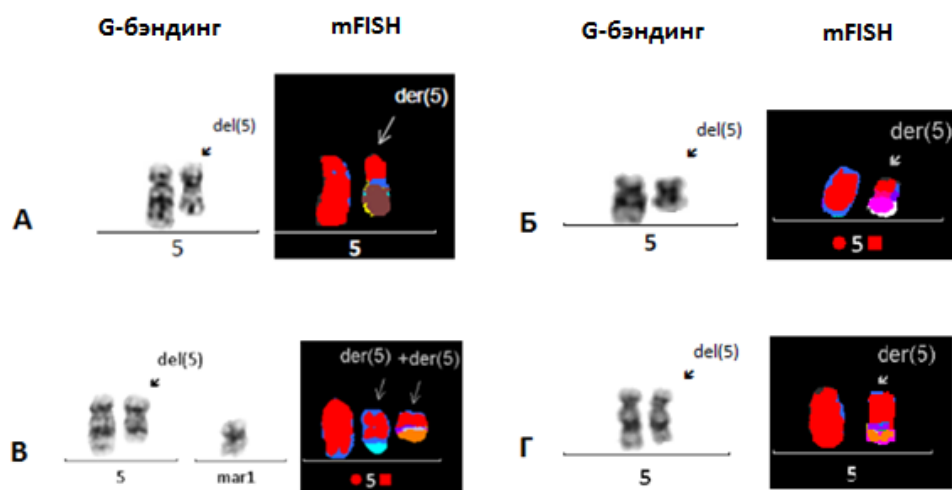 G-бэндинг mFISH
G-бэндинг mFISH
А
del(5)
5
der(5)
5
Б
del(5)
5
der(5)
5
В
del(5)
5
mar1
der(5) +der(5)
5
Г
del(5)
5
der(5)
5